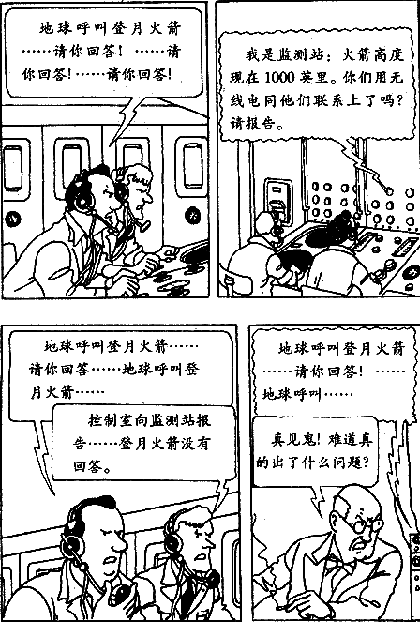 地球呼叫登月火箭
……请你回答！……请
你回答!……请你回答!
我是监测站：火箭高度
现在1000英里。你们用无
线电同他们联系上了吗？
请报告。
地球呼叫登月火箭……
请你回答……地球呼叫登
月火箭……
控制室向监测站报
告……登月火箭没有
回答。
地球呼叫登月火箭
……请你回答!……
地球呼叫……
真见鬼!难道真
的出了什么问题?